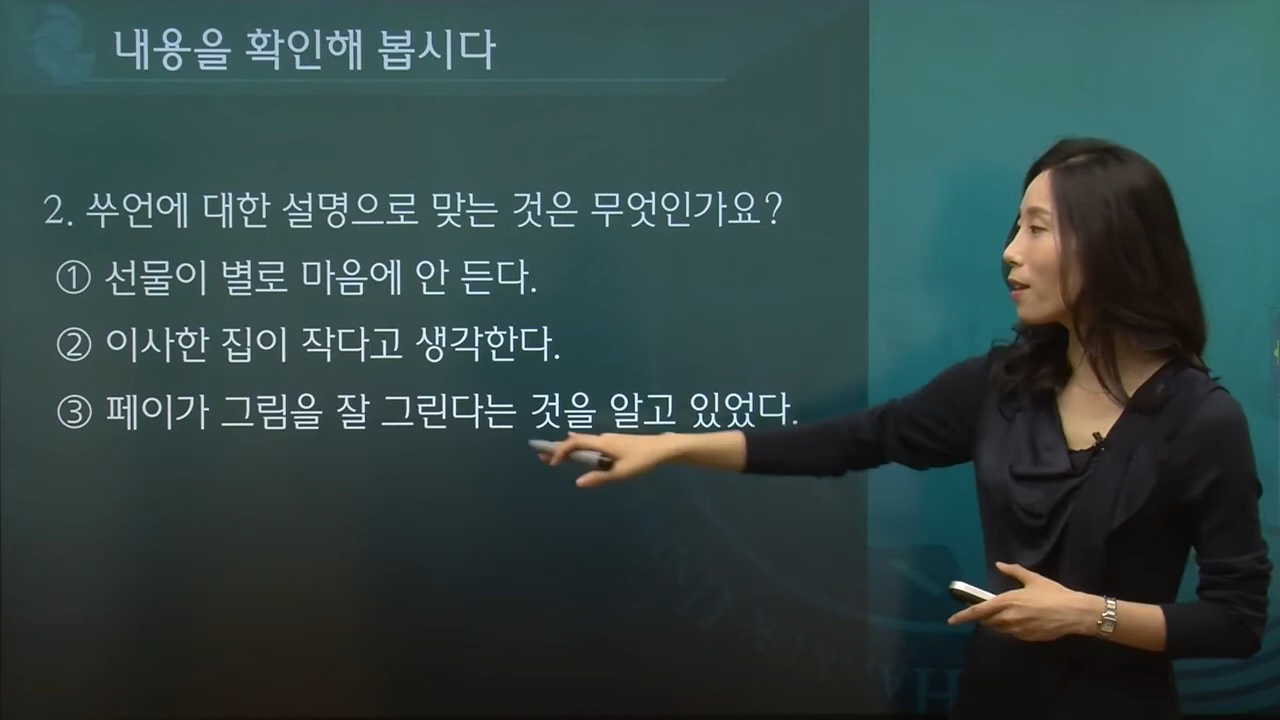 내용을 확인해 봅시다
2. 쑤언에 대한 설명으로 맞는 것은 무엇인가요?
① 선물이 별로 마음에 안 든다.
② 이사한 집이 작다고 생각한다.
③ 페이가 그림을 잘 그린다는 것을 알고 있었다.